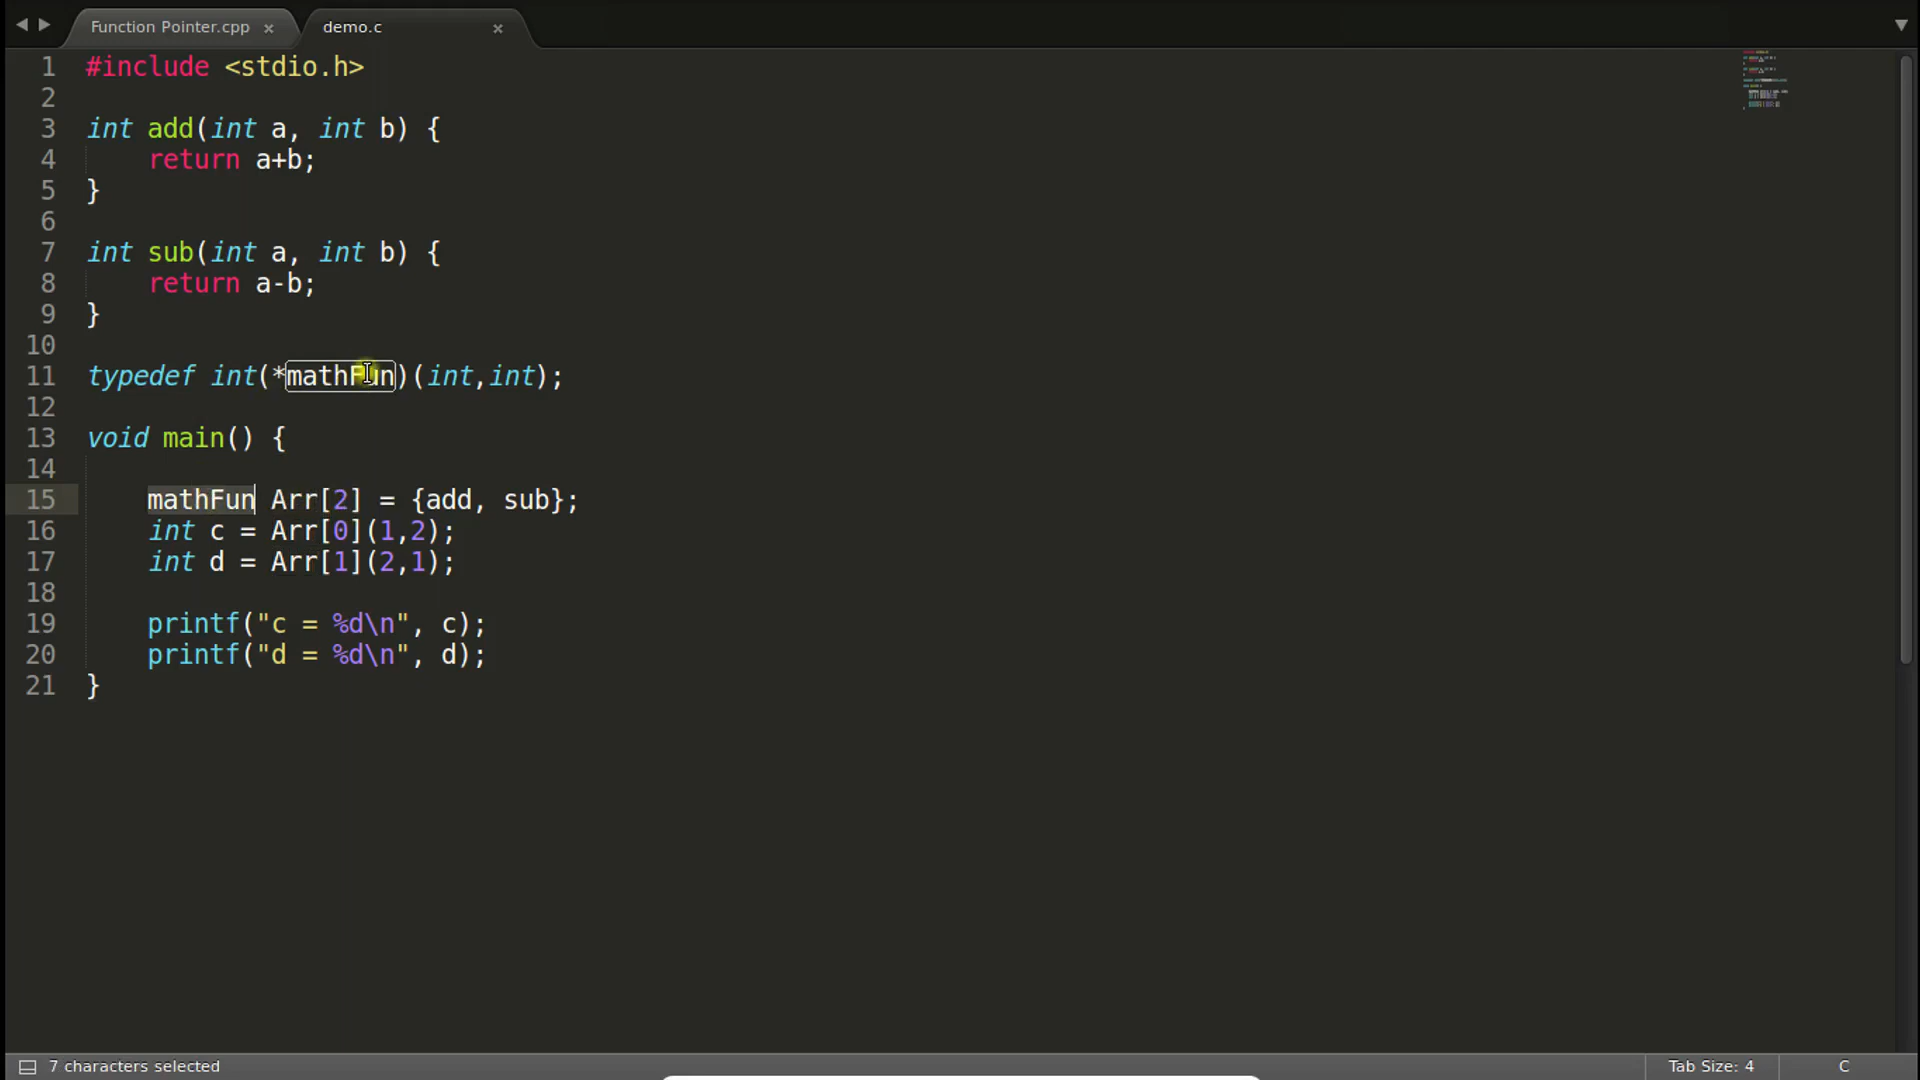 Function Pointer.cpp × demo.c ×
1 #include <stdio.h>
2
3 int add(int a, int b) {
4     return a+b;
5 }
6
7 int sub(int a, int b) {
8     return a-b;
9 }
10
11 typedef int(*mathFun)(int,int);
12
13 void main() {
14
15     mathFun Arr[2] = {add, sub};
16     int c = Arr[0](1,2);
17     int d = Arr[1](2,1);
18
19     printf("c = %d\n", c);
20     printf("d = %d\n", d);
21 }
7 characters selected Tab Size: 4 C